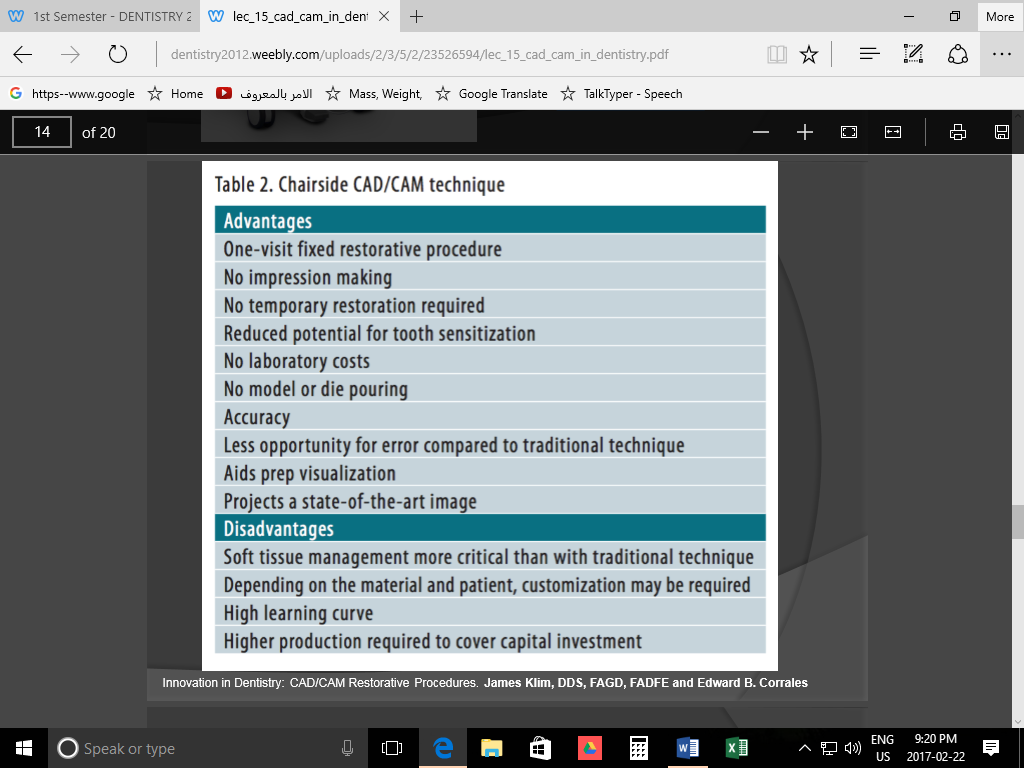 1st Semester - DENTISTRY 2
lec_15_cad_cam_in_dent
More
dentistry2012.weebly.com/uploads/2/3/5/2/23526594/lec_15_cad_cam_in_dentistry.pdf
https--www.google
Home
الامر بالمعروف
Mass, Weight,
Google Translate
TalkTyper - Speech
14 of 20
Table 2. Chairside CAD/CAM technique
Advantages
One-visit fixed restorative procedure
No impression making
No temporary restoration required
Reduced potential for tooth sensitization
No laboratory costs
No model or die pouring
Accuracy
Less opportunity for error compared to traditional technique
Aids prep visualization
Projects a state-of-the-art image
Disadvantages
Soft tissue management more critical than with traditional technique
Depending on the material and patient, customization may be required
High learning curve
Higher production required to cover capital investment
Innovation in Dentistry: CAD/CAM Restorative Procedures. James Klim, DDS, FAGD, FADFE and Edward B. Corrales
Speak or type
ENG
US
9:20 PM
2017-02-22